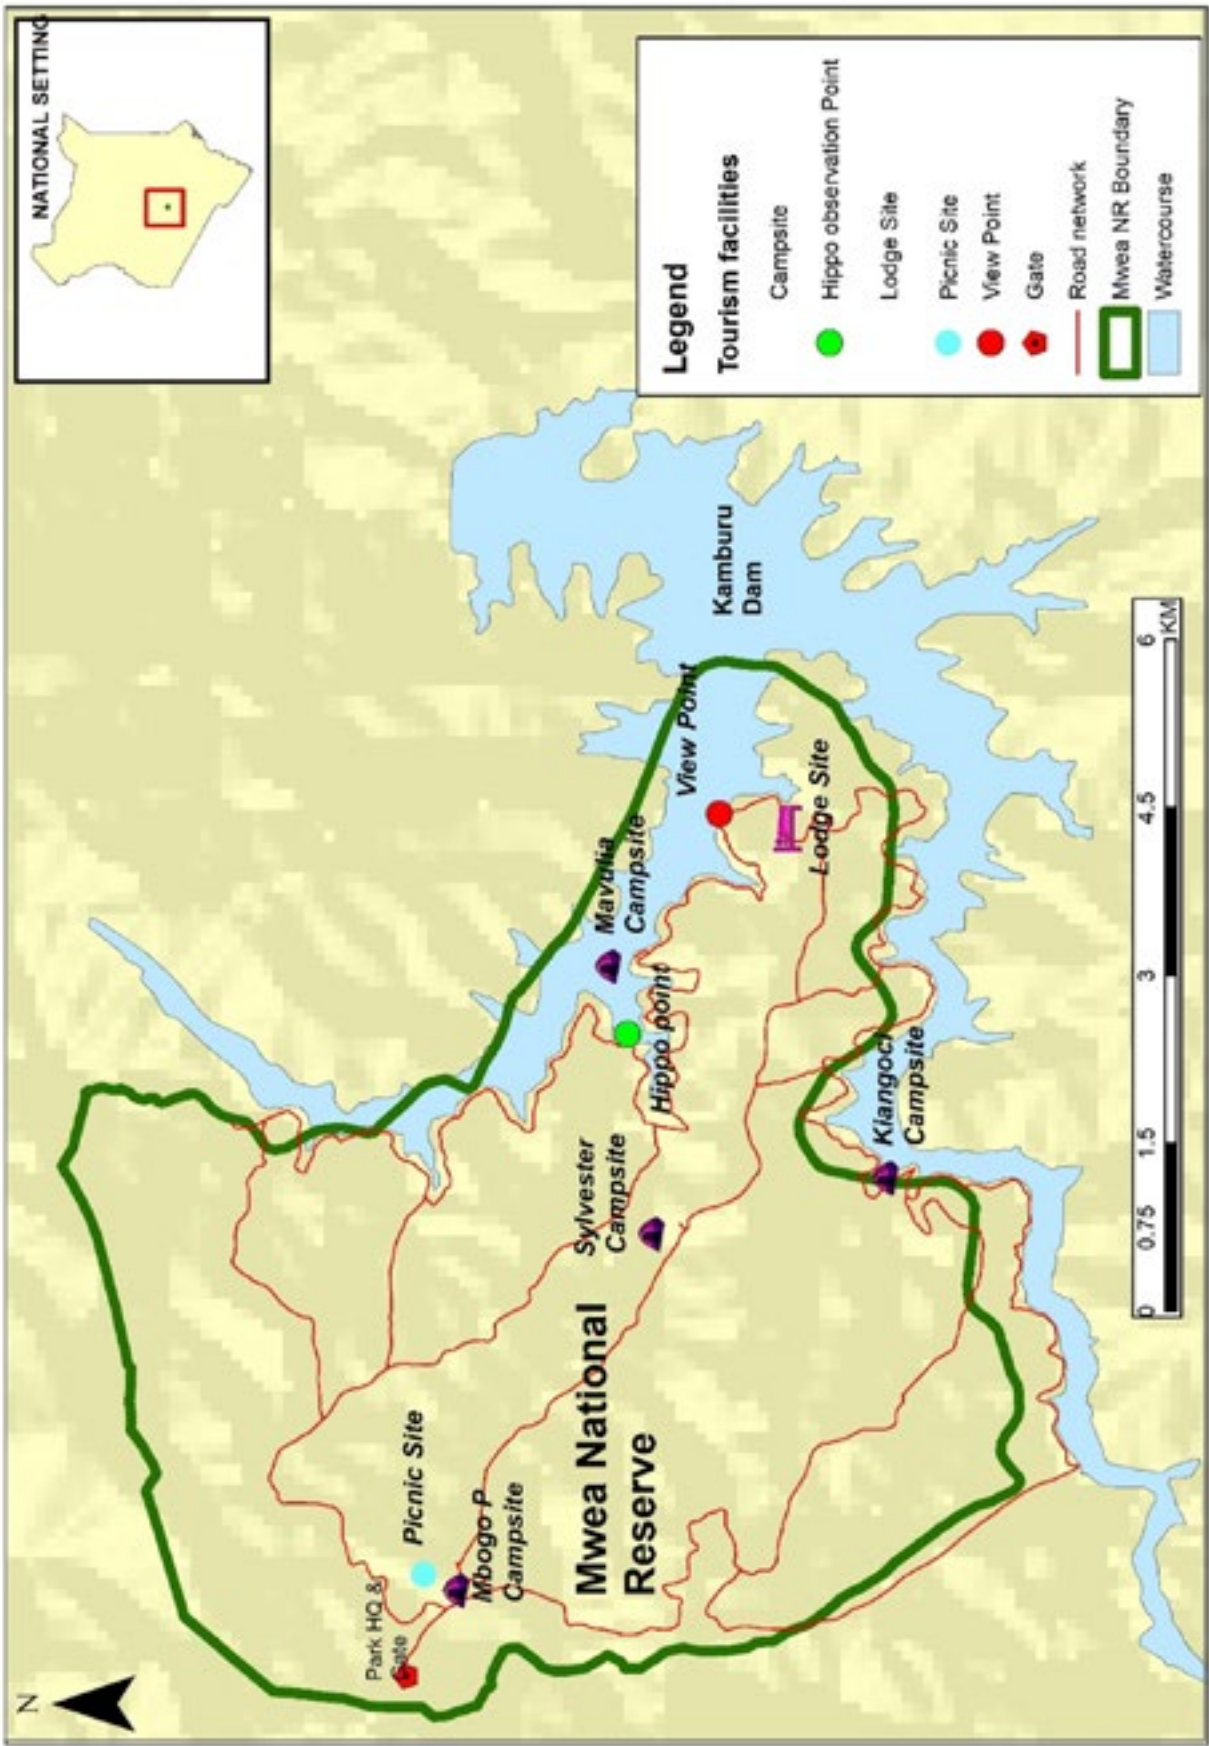 NATIONAL SETTING
N
Park HQ &
Gate
Picnic Site
Mbogo P
Campsite
Mwea National
Reserve
Sylvester
Campsite
Hippo point
Mavulia
Campsite
View Point
Lodge Site
Kiangoci
Campsite
Kamburu
Dam
0 0.75 1.5 3 4.5 6
KM
Legend
Tourism facilities
Campsite
Hippo observation Point
Lodge Site
Picnic Site
View Point
Gate
Road network
Mwea NR Boundary
Watercourse